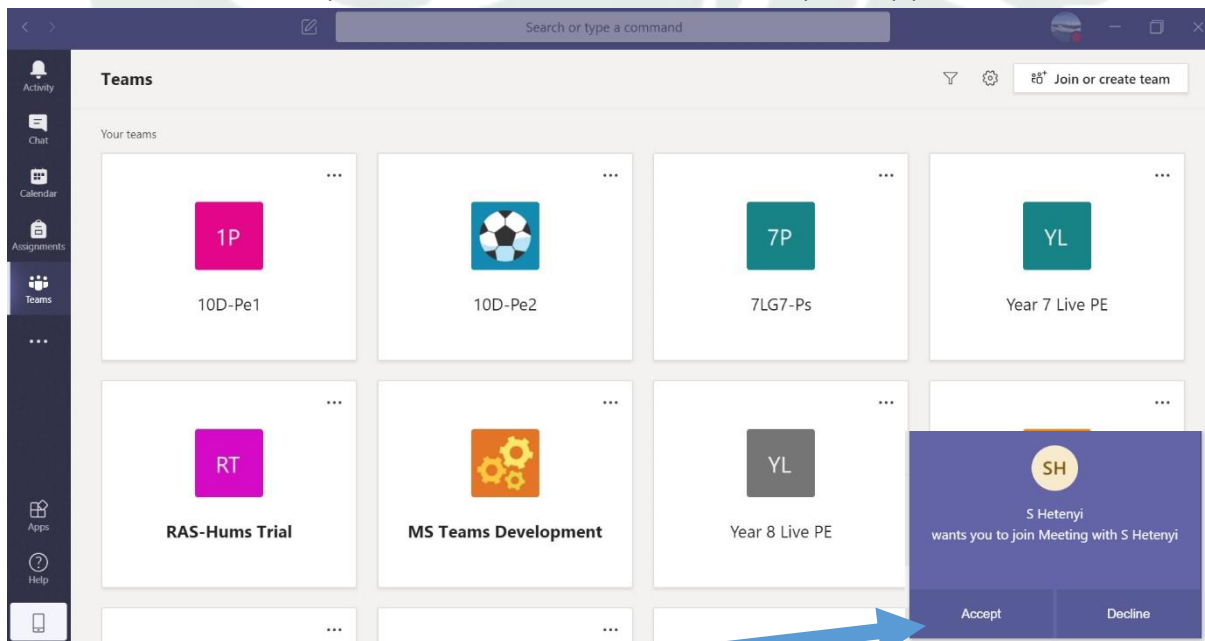 Search or type a command
Activity
Chat
Calendar
Assignments
Teams
Apps
Help
Teams
Join or create team
Your teams
1P
10D-Pe1
10D-Pe2
7P
7LG7-Ps
YL
Year 7 Live PE
RT
RAS-Hums Trial
MS Teams Development
YL
Year 8 Live PE
SH
S Hetenyi
wants you to join Meeting with S Hetenyi
Accept
Decline